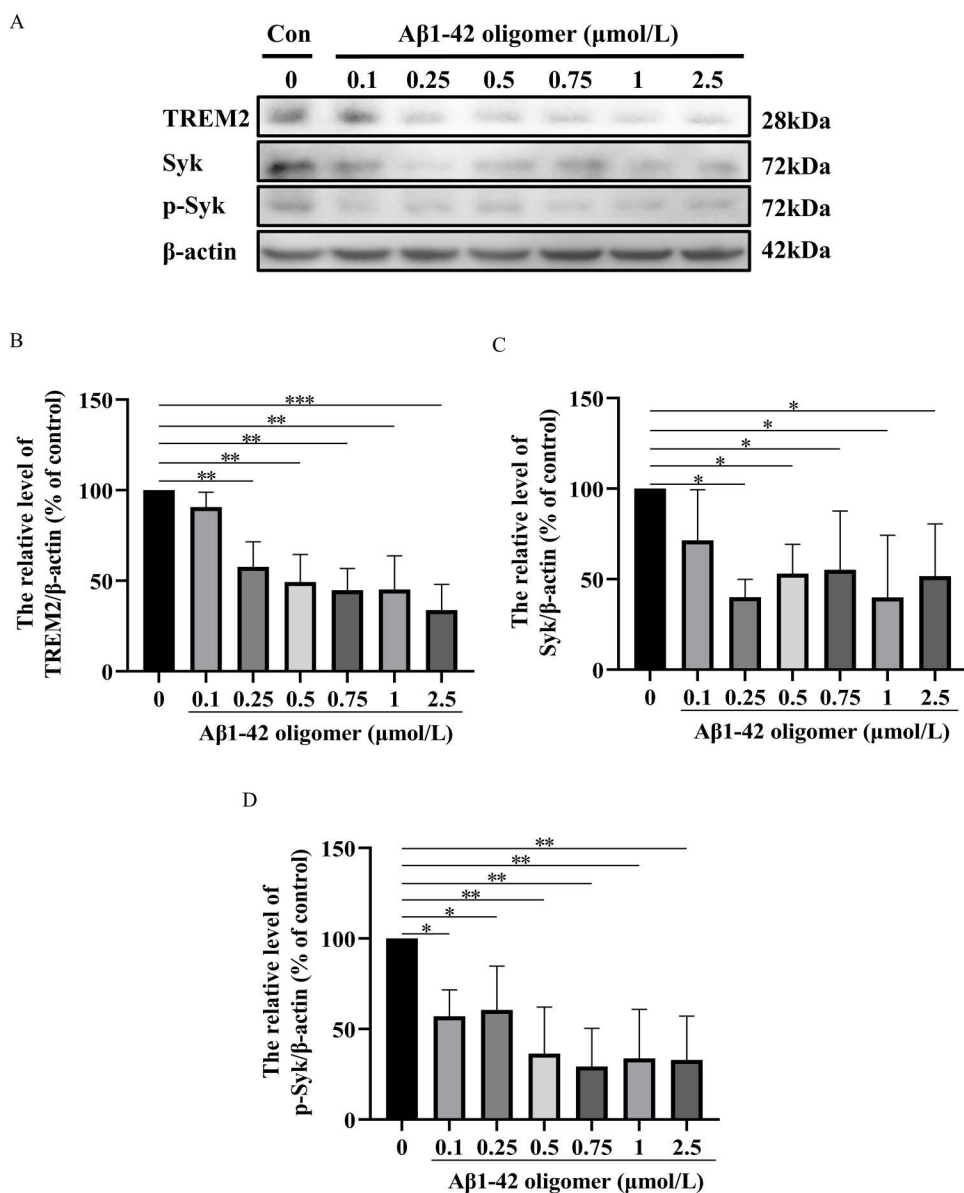 A
Con Aβ1-42 oligomer (μmol/L)
0 0.1 0.25 0.5 0.75 1 2.5
TREM2 28kDa
Syk 72kDa
p-Syk 72kDa
β-actin 42kDa
B
The relative level of
TREM2/β-actin (% of control)
150
100
50
0
***
**
**
**
**
0 0.1 0.25 0.5 0.75 1 2.5
Aβ1-42 oligomer (μmol/L)
C
The relative level of
Syk/β-actin (% of control)
150
100
50
0
*
*
*
*
*
0 0.1 0.25 0.5 0.75 1 2.5
Aβ1-42 oligomer (μmol/L)
D
The relative level of
p-Syk/β-actin (% of control)
150
100
50
0
**
**
**
**
*
*
0 0.1 0.25 0.5 0.75 1 2.5
Aβ1-42 oligomer (μmol/L)